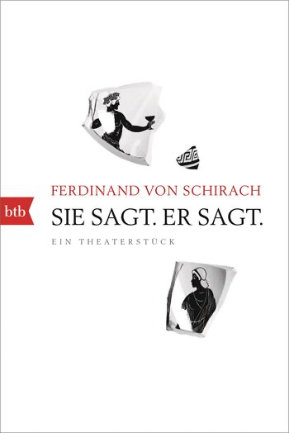 FERDINAND VON SCHIRACH
btb
SIE SAGT. ER SAGT.
EIN THEATERSTÜCK